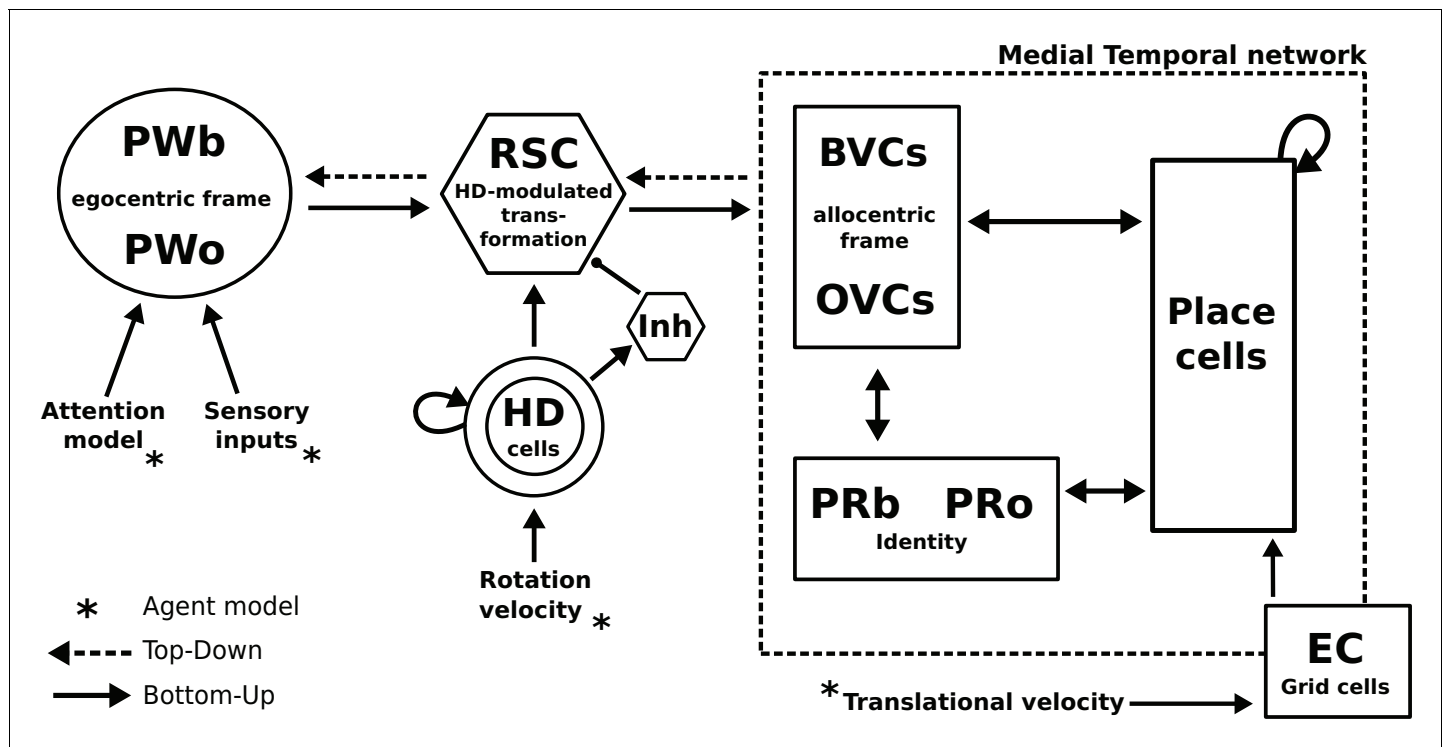 Medial Temporal network
PWb
egocentric frame
PWo
RSC
HD-modulated
trans-
formation
BVCs
allocentric
frame
OVCs
Place
cells
Inh
HD
cells
Attention
model *
Sensory
inputs *
PRb PRo
Identity
Rotation
velocity *
* Agent model
Top-Down
Bottom-Up
EC
Grid cells
* Translational velocity